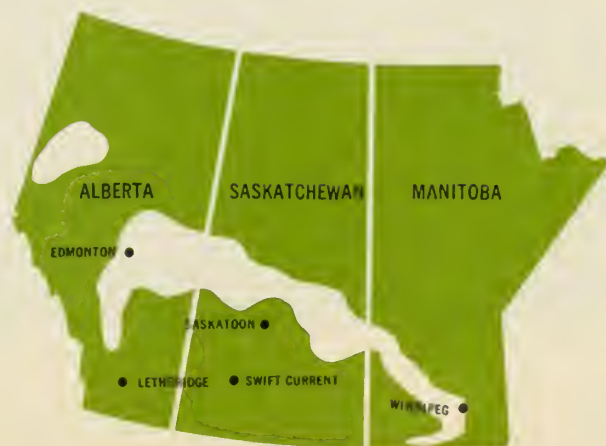 ALBERTA
SASKATCHEWAN
MANITOBA
EDMONTON
SASKATOON
LETHBRIDGE
SWIFT CURRENT
WINNIPEG